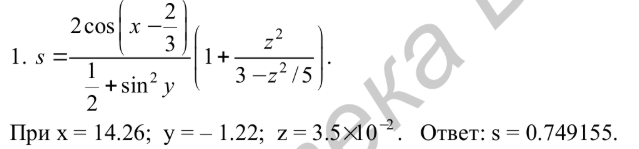 1. s = 2cos(x − 2/3) / (1/2 + sin² y) (1 + z² / (3 − z² / 5)).
При x = 14.26; y = – 1.22; z = 3.5×10⁻². Ответ: s = 0.749155.
ека